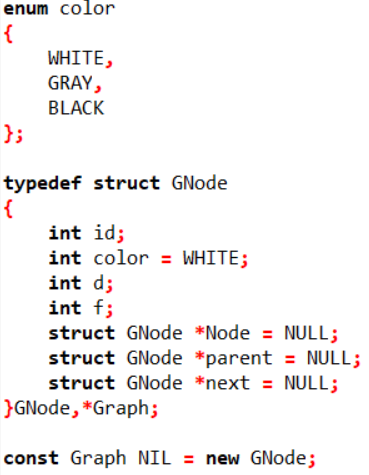 enum color
{
    WHITE,
    GRAY,
    BLACK
};
typedef struct GNode
{
    int id;
    int color = WHITE;
    int d;
    int f;
    struct GNode *Node = NULL;
    struct GNode *parent = NULL;
    struct GNode *next = NULL;
}GNode,*Graph;
const Graph NIL = new GNode;